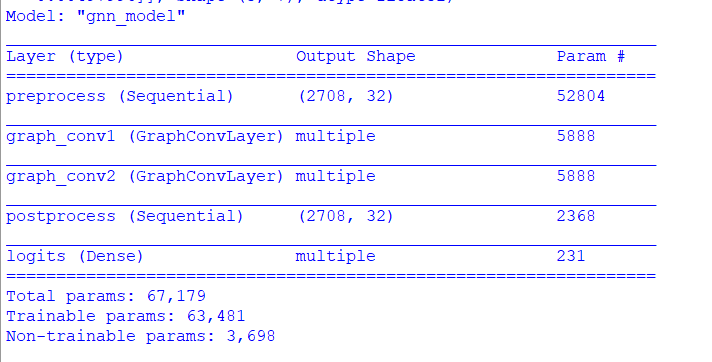 Model: "gnn_model"
Layer (type) Output Shape Param #
preprocess (Sequential) (2708, 32) 52804
graph_conv1 (GraphConvLayer) multiple 5888
graph_conv2 (GraphConvLayer) multiple 5888
postprocess (Sequential) (2708, 32) 2368
logits (Dense) multiple 231
Total params: 67,179
Trainable params: 63,481
Non-trainable params: 3,698